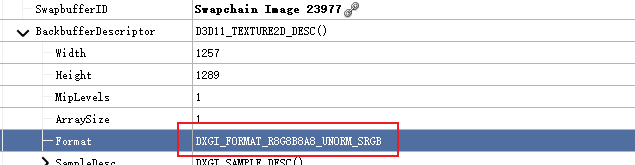 SwapbufferID Swapchain Image 23977
BackbufferDescriptor D3D11_TEXTURE2D_DESC()
Width 1257
Height 1289
MipLevels 1
ArraySize 1
Format DXGI_FORMAT_R8G8B8A8_UNORM_SRGB
SampleDesc DXGI_SAMPLE_DESC()